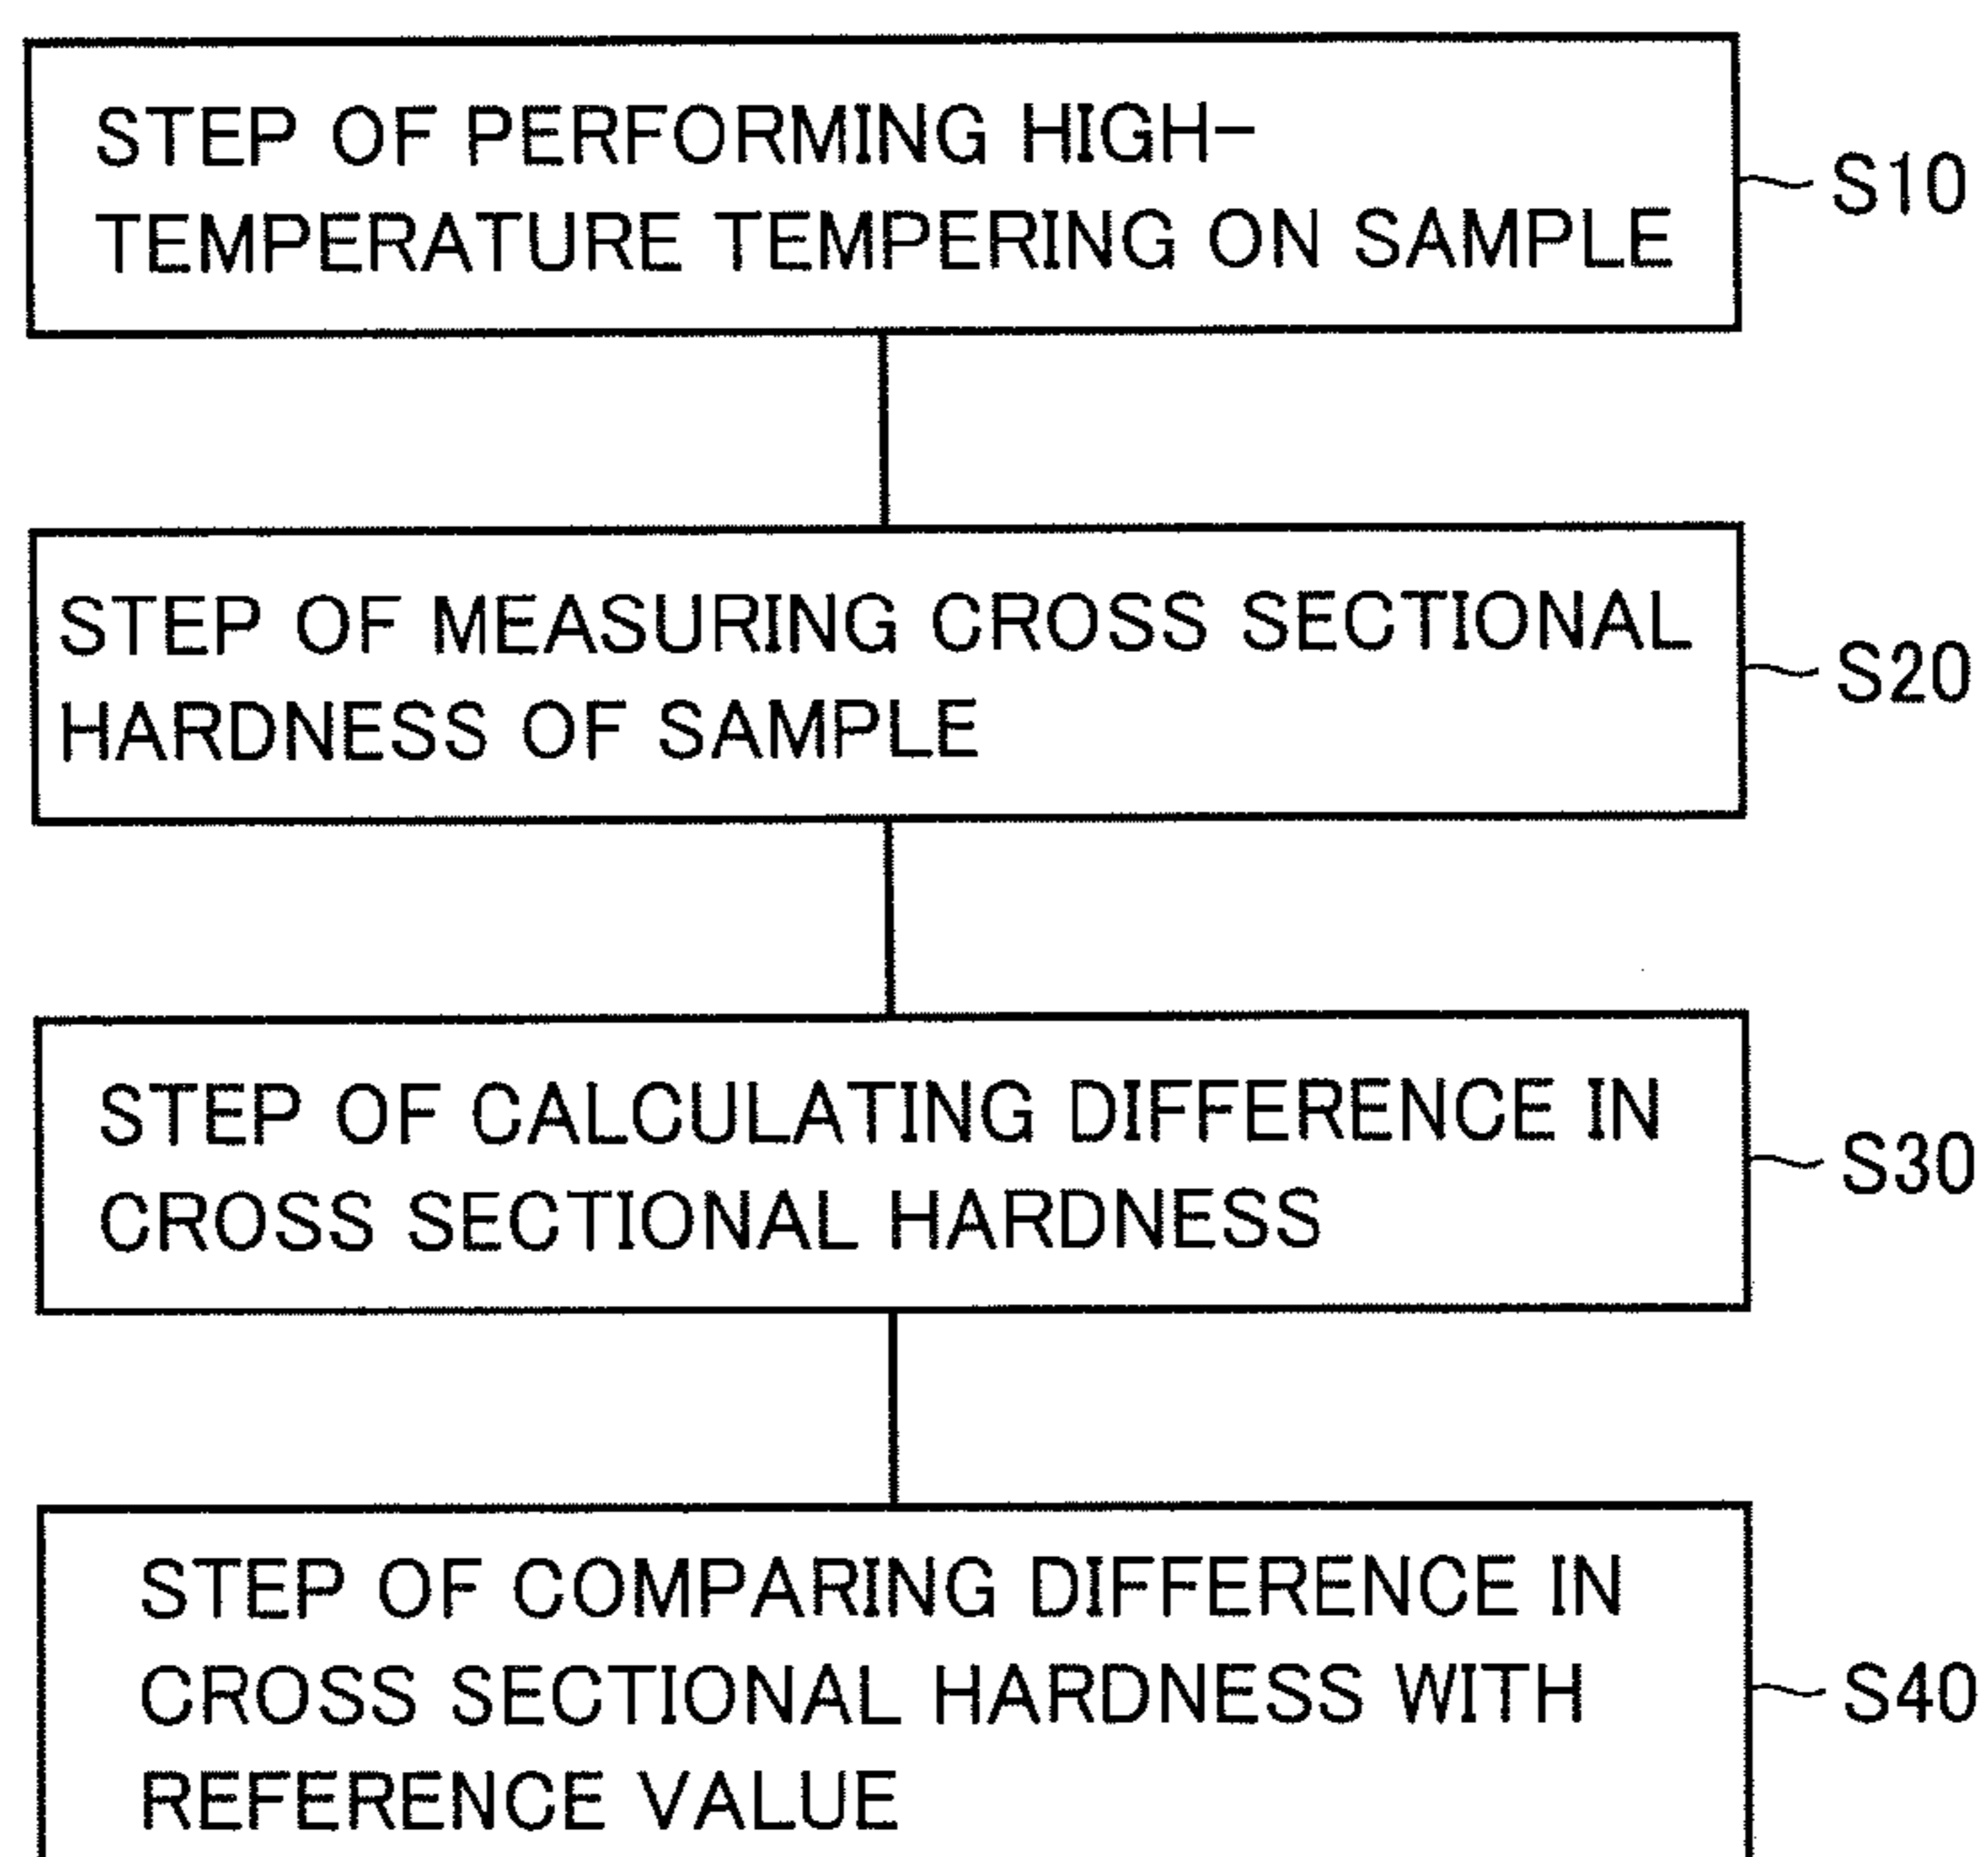 STEP OF PERFORMING HIGH-
TEMPERATURE TEMPERING ON SAMPLE
S10
STEP OF MEASURING CROSS SECTIONAL
HARDNESS OF SAMPLE
S20
STEP OF CALCULATING DIFFERENCE IN
CROSS SECTIONAL HARDNESS
S30
STEP OF COMPARING DIFFERENCE IN
CROSS SECTIONAL HARDNESS WITH
REFERENCE VALUE
S40